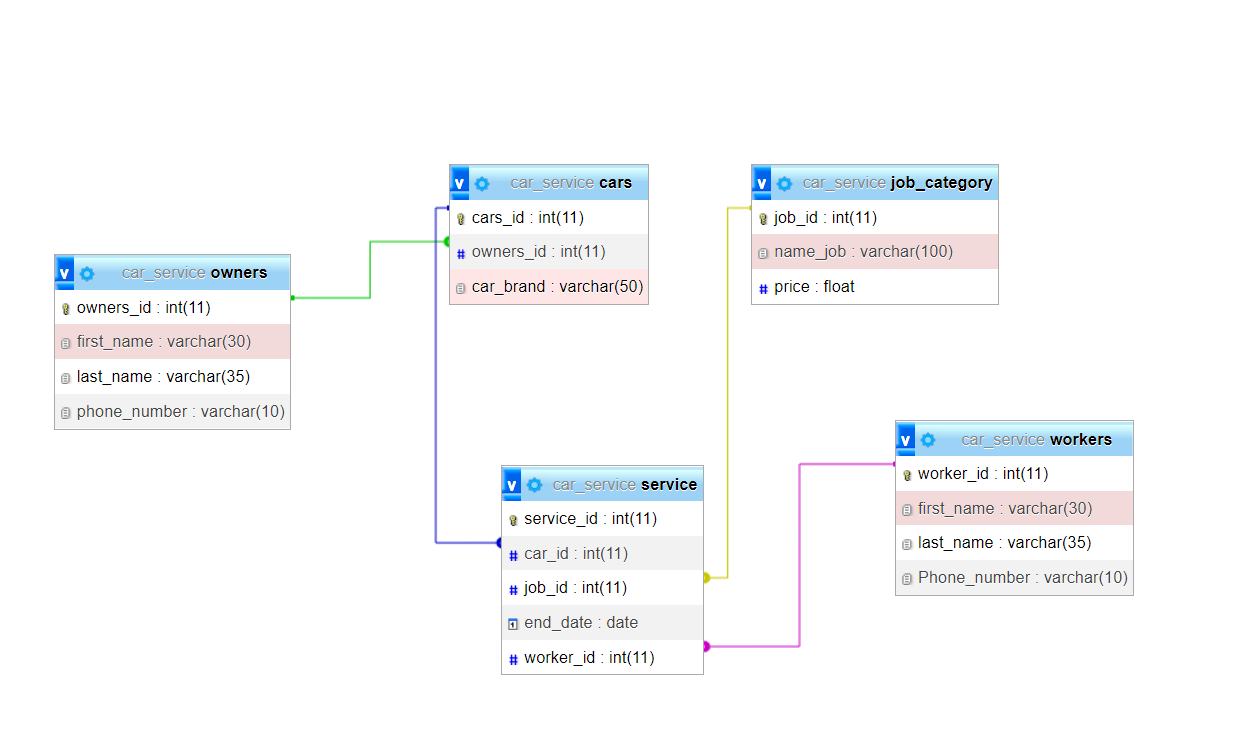 v car_service cars
cars_id : int(11)
owners_id : int(11)
car_brand : varchar(50)
v car_service job_category
job_id : int(11)
name_job : varchar(100)
price : float
v car_service owners
owners_id : int(11)
first_name : varchar(30)
last_name : varchar(35)
phone_number : varchar(10)
v car_service service
service_id : int(11)
car_id : int(11)
job_id : int(11)
end_date : date
worker_id : int(11)
v car_service workers
worker_id : int(11)
first_name : varchar(30)
last_name : varchar(35)
Phone_number : varchar(10)